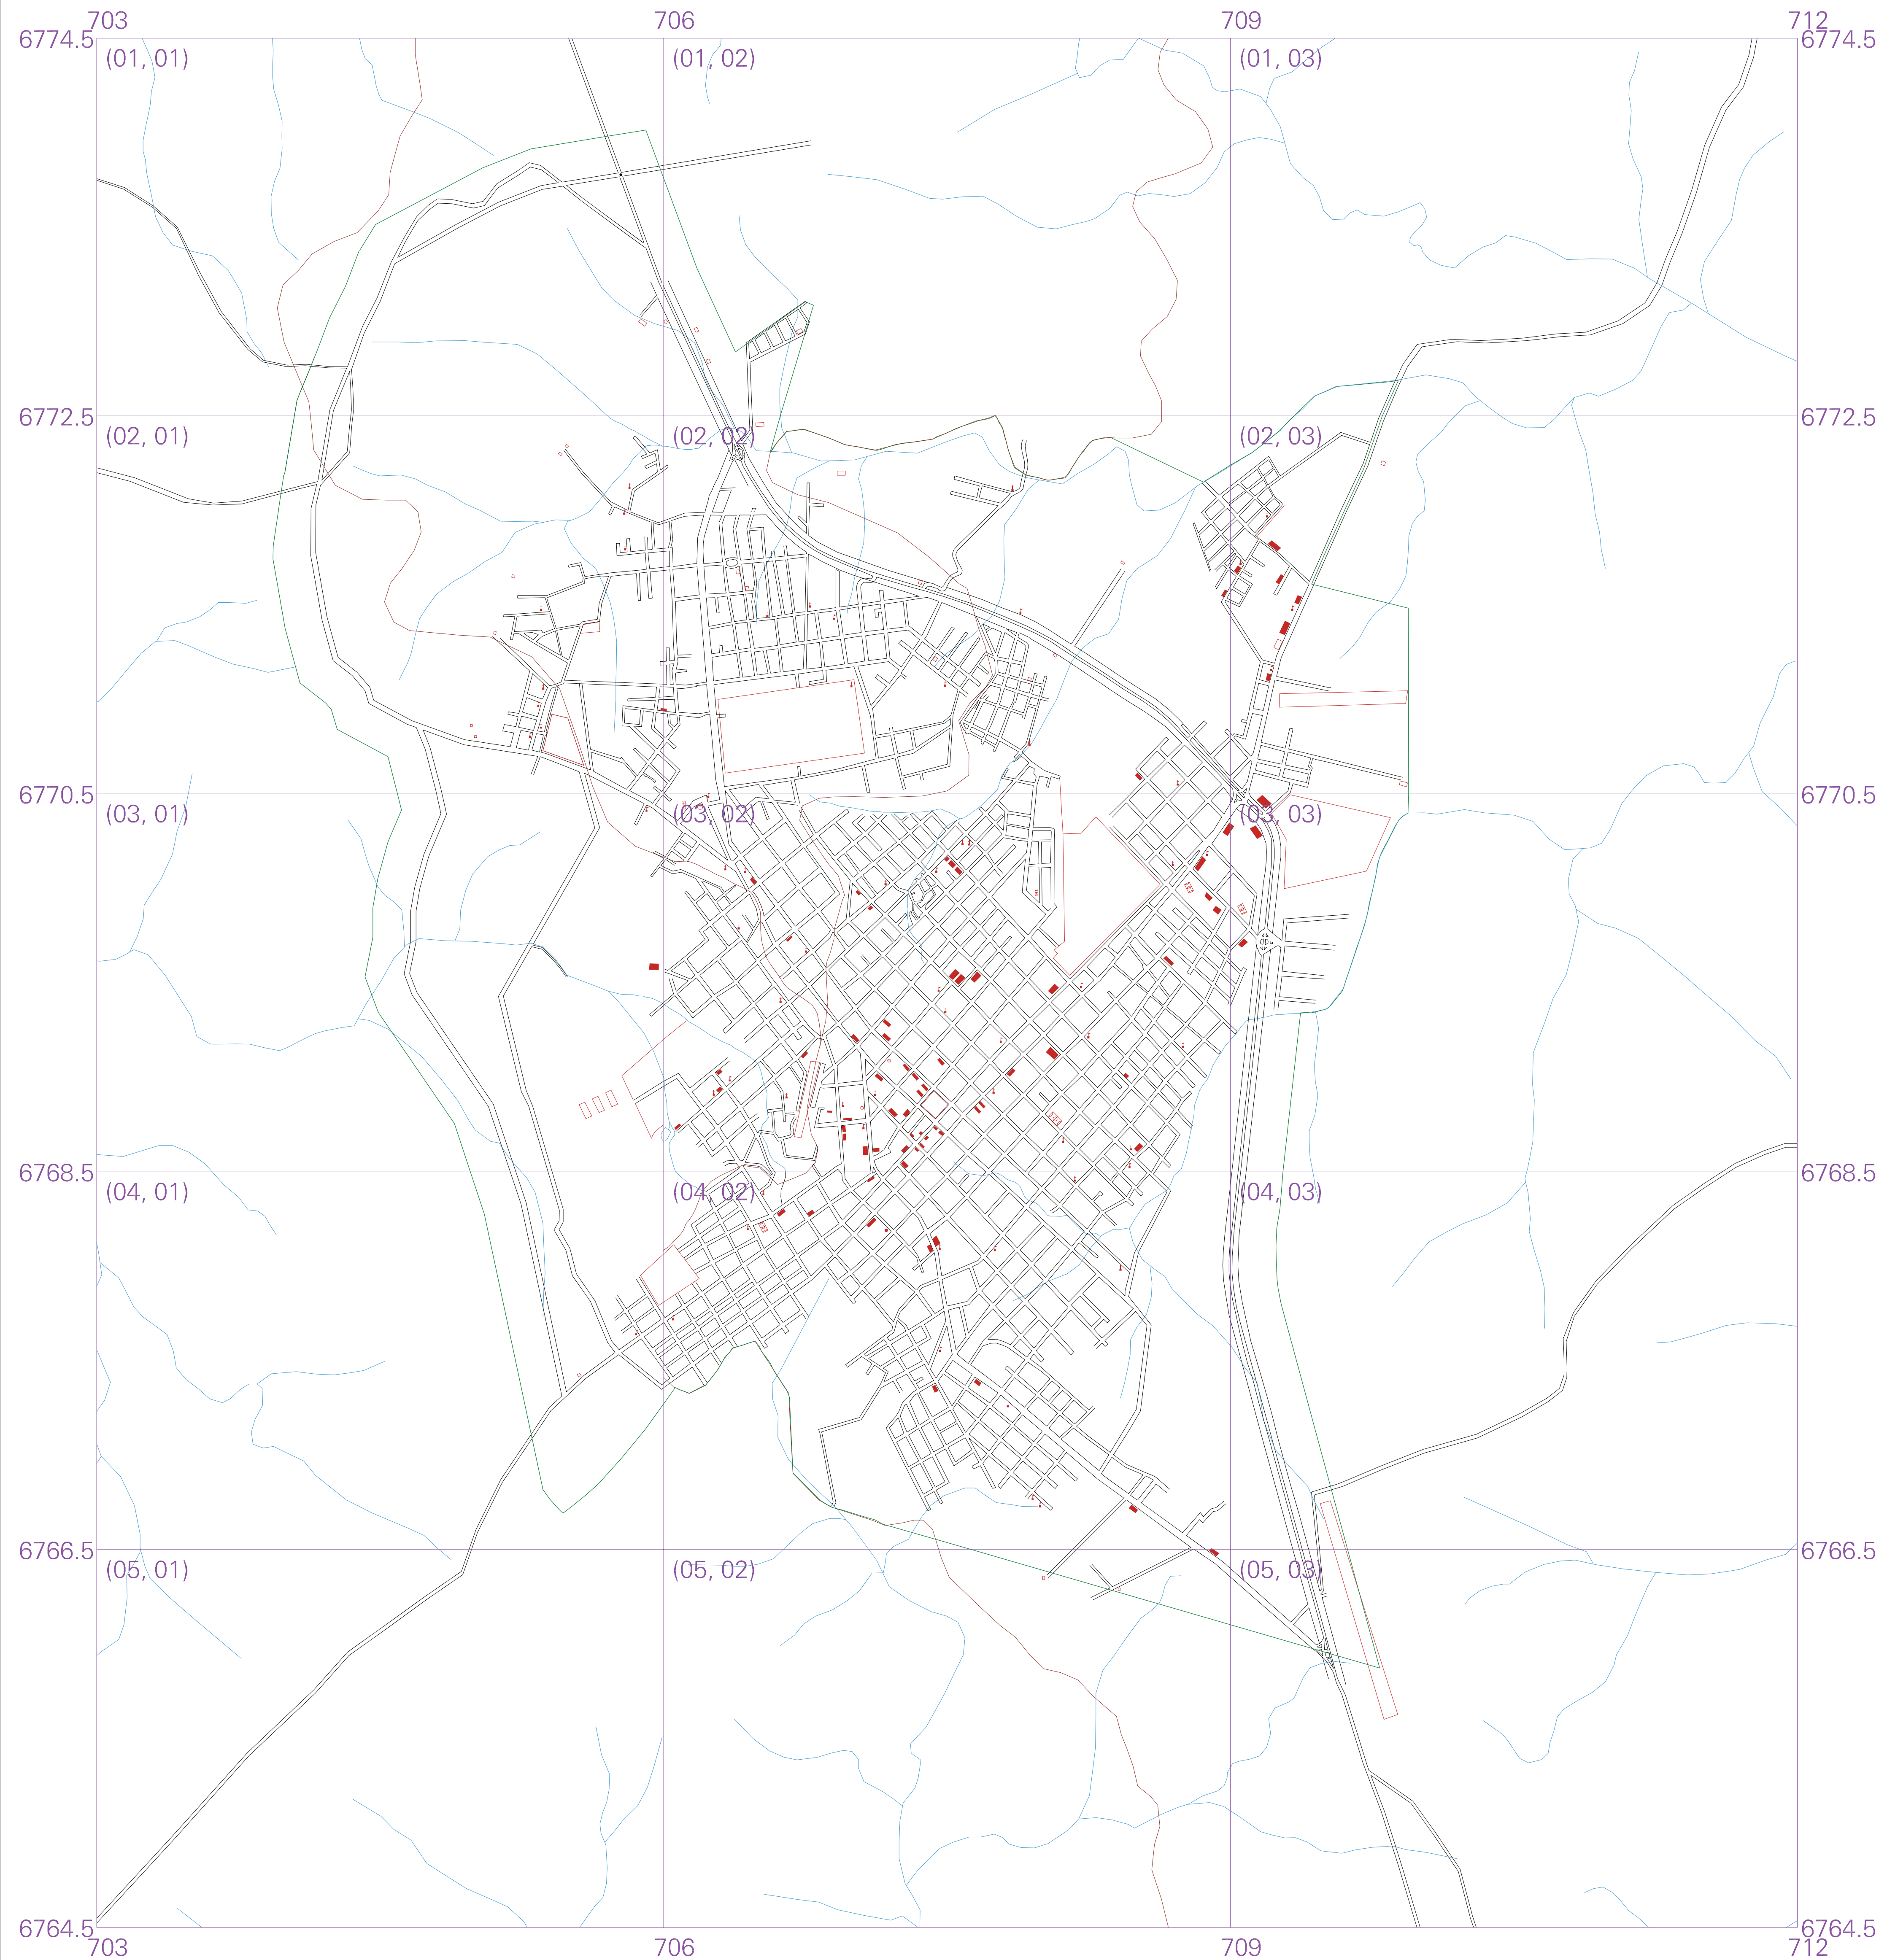 703 706 709 712
6774.5 6774.5
(01, 01) (01, 02) (01, 03)
6772.5 6772.5
(02, 01) (02, 02) (02, 03)
6770.5 6770.5
(03, 01) (03, 02) (03, 03)
6768.5 6768.5
(04, 01) (04, 02) (04, 03)
6766.5 6766.5
(05, 01) (05, 02) (05, 03)
6764.5 6764.5
703 706 709 712